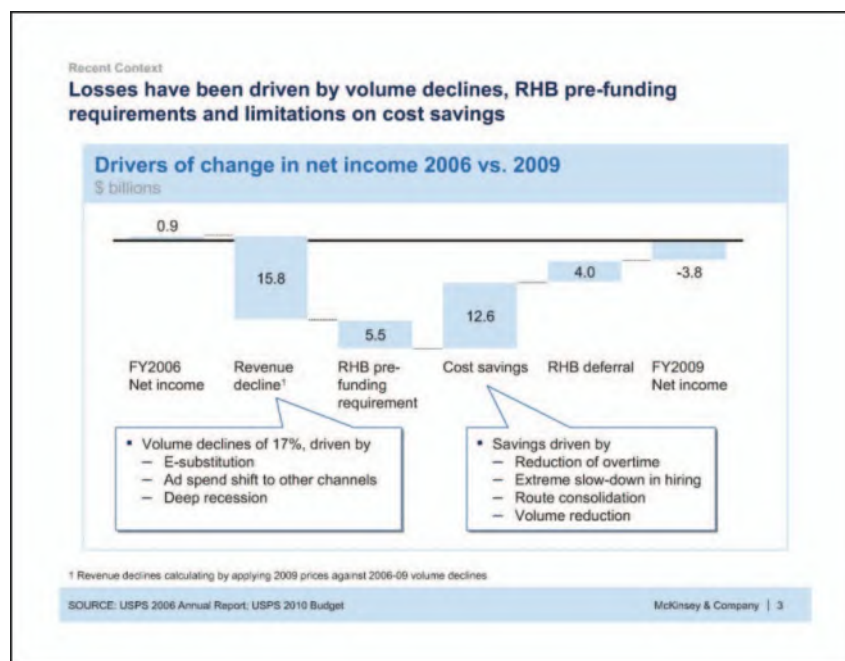 Recent Context
Losses have been driven by volume declines, RHB pre-funding
requirements and limitations on cost savings
Drivers of change in net income 2006 vs. 2009
$ billions
0.9
15.8
5.5
12.6
4.0
-3.8
FY2006
Net income
Revenue
decline¹
RHB pre-
funding
requirement
Cost savings
RHB deferral
FY2009
Net income
▪ Volume declines of 17%, driven by
– E-substitution
– Ad spend shift to other channels
– Deep recession
▪ Savings driven by
– Reduction of overtime
– Extreme slow-down in hiring
– Route consolidation
– Volume reduction
1 Revenue declines calculating by applying 2009 prices against 2006-09 volume declines
SOURCE: USPS 2006 Annual Report; USPS 2010 Budget
McKinsey & Company | 3